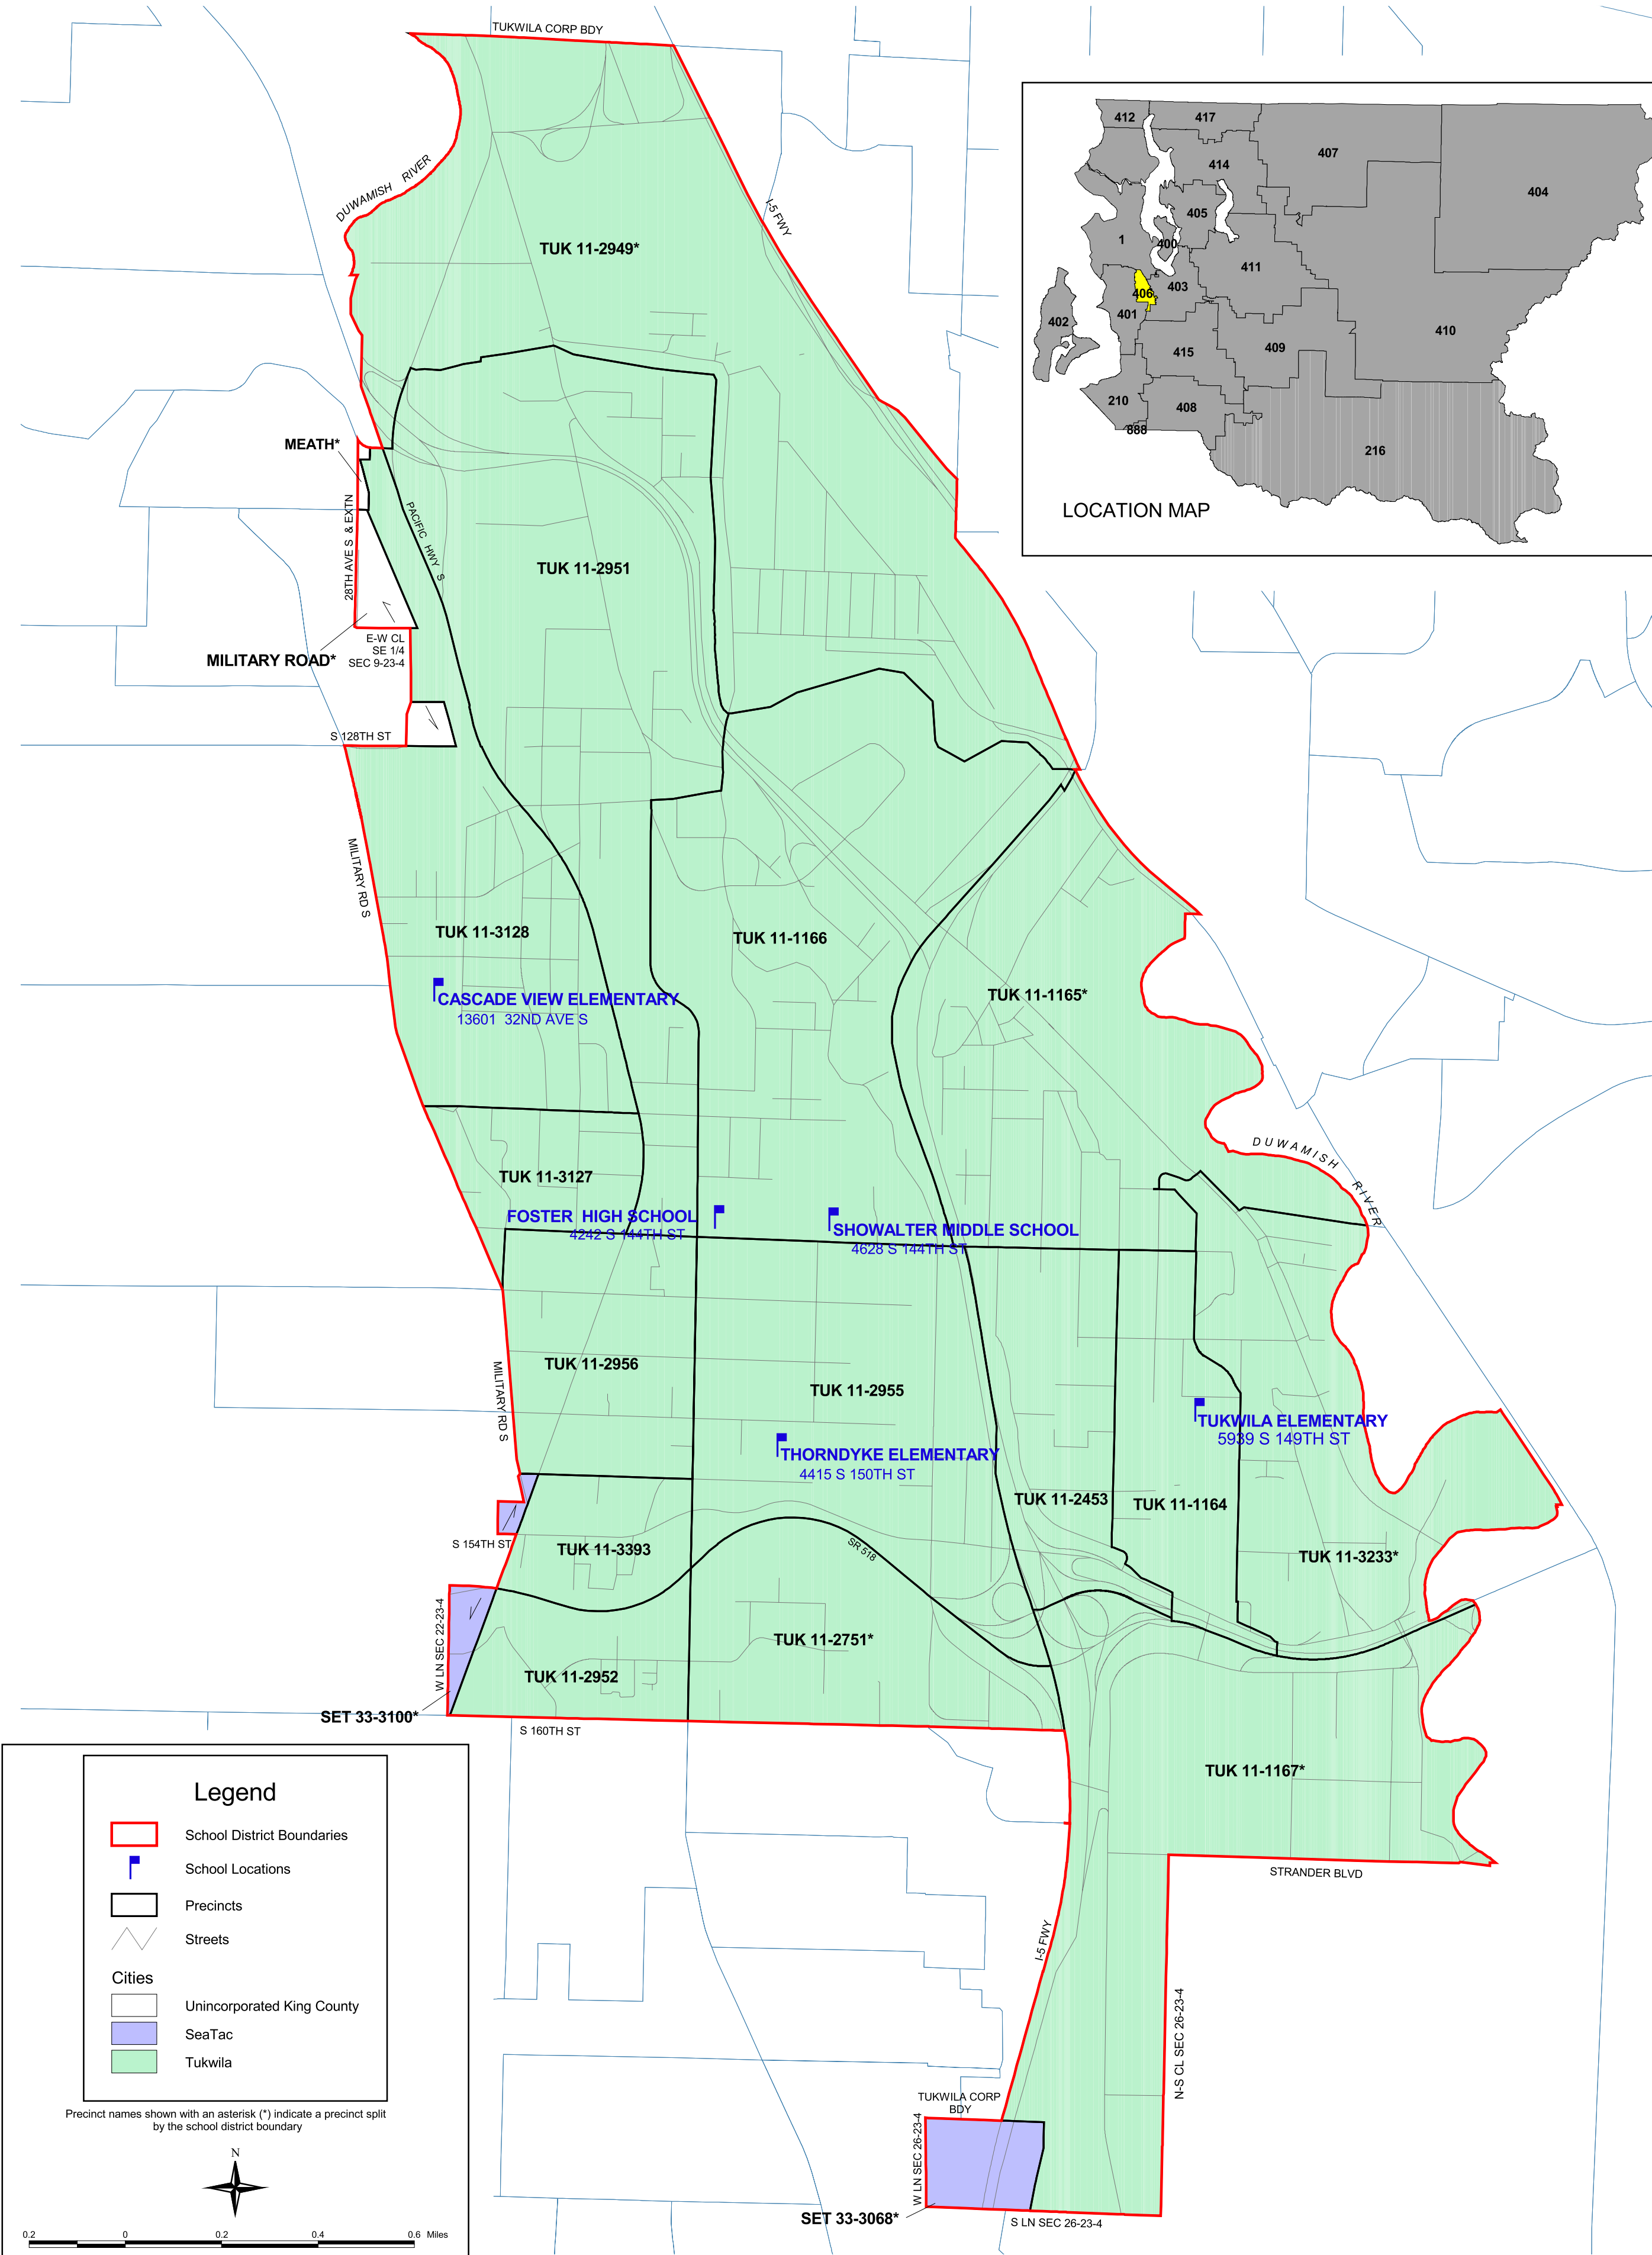 TUKWILA CORP BDY
DUWAMISH RIVER
I-5 FWY
TUK 11-2949*
412
417
407
414
404
405
1
400
411
403
406
401
402
410
415
409
210
408
888
216
LOCATION MAP
MEATH*
28TH AVE S & EXTN
PACIFIC HWY S
TUK 11-2951
E-W CL
SE 1/4
SEC 9-23-4
MILITARY ROAD*
S 128TH ST
MILITARY RD S
TUK 11-3128
TUK 11-1166
CASCADE VIEW ELEMENTARY
13601 32ND AVE S
TUK 11-1165*
DUWAMISH RIVER
TUK 11-3127
FOSTER HIGH SCHOOL
4242 S 144TH ST
SHOWALTER MIDDLE SCHOOL
4628 S 144TH ST
TUK 11-2956
TUK 11-2955
MILITARY RD S
TUKWILA ELEMENTARY
5939 S 149TH ST
THORNDYKE ELEMENTARY
4415 S 150TH ST
TUK 11-2453
TUK 11-1164
S 154TH ST
TUK 11-3393
SR 518
TUK 11-3233*
W LN SEC 22-23-4
TUK 11-2751*
TUK 11-2952
SET 33-3100*
S 160TH ST
TUK 11-1167*
STRANDER BLVD
I-5 FWY
N-S CL SEC 26-23-4
TUKWILA CORP
BDY
W LN SEC 26-23-4
SET 33-3068*
S LN SEC 26-23-4
Legend
School District Boundaries
School Locations
Precincts
Streets
Cities
Unincorporated King County
SeaTac
Tukwila
Precinct names shown with an asterisk (*) indicate a precinct split
by the school district boundary
N
0.2 0 0.2 0.4 0.6 Miles